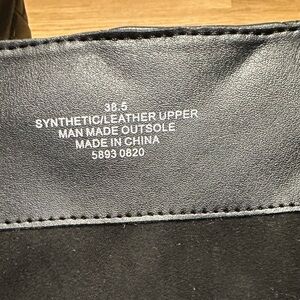 38.5
SYNTHETIC/LEATHER UPPER
MAN MADE OUTSOLE
MADE IN CHINA
5893 0820